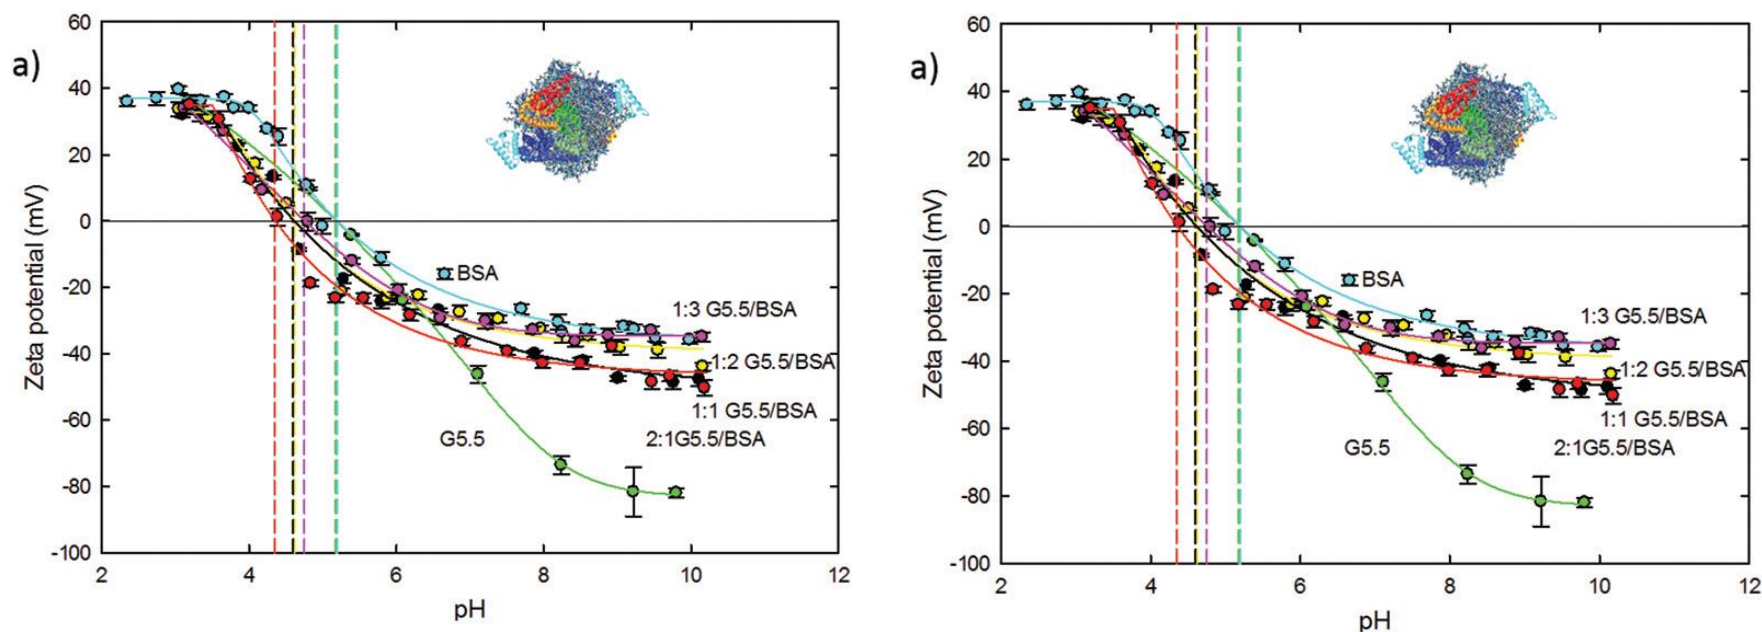 a)
60
40
20
0
-20
-40
-60
-80
-100
Zeta potential (mV)
BSA
1:3 G5.5/BSA
1:2 G5.5/BSA
1:1 G5.5/BSA
G5.5
2:1G5.5/BSA
2 4 6 8 10 12
pH
a)
60
40
20
0
-20
-40
-60
-80
-100
Zeta potential (mV)
BSA
1:3 G5.5/BSA
1:2 G5.5/BSA
1:1 G5.5/BSA
G5.5
2:1G5.5/BSA
2 4 6 8 10 12
pH